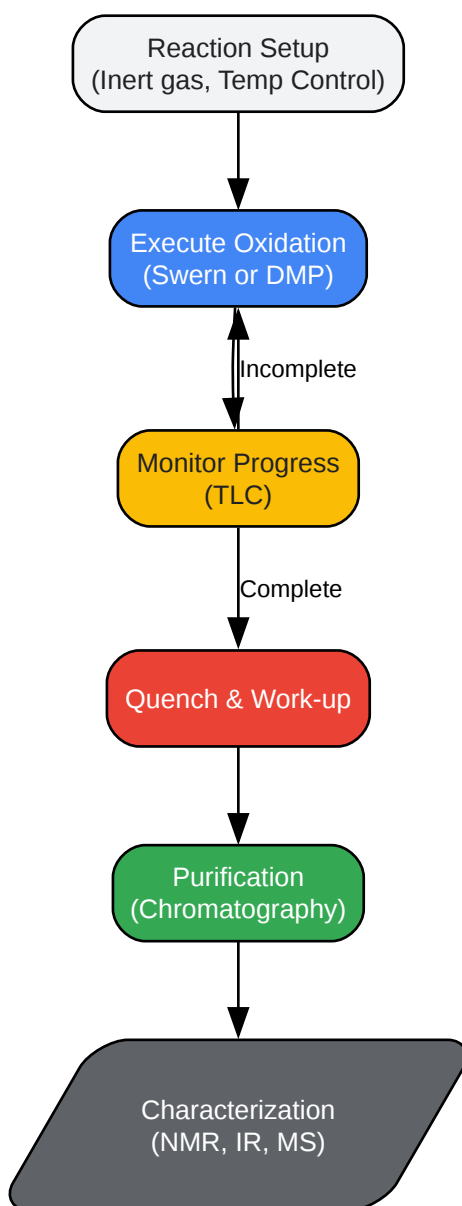 Reaction Setup
(Inert gas, Temp Control)
Execute Oxidation
(Swern or DMP)
Incomplete
Monitor Progress
(TLC)
Complete
Quench & Work-up
Purification
(Chromatography)
Characterization
(NMR, IR, MS)